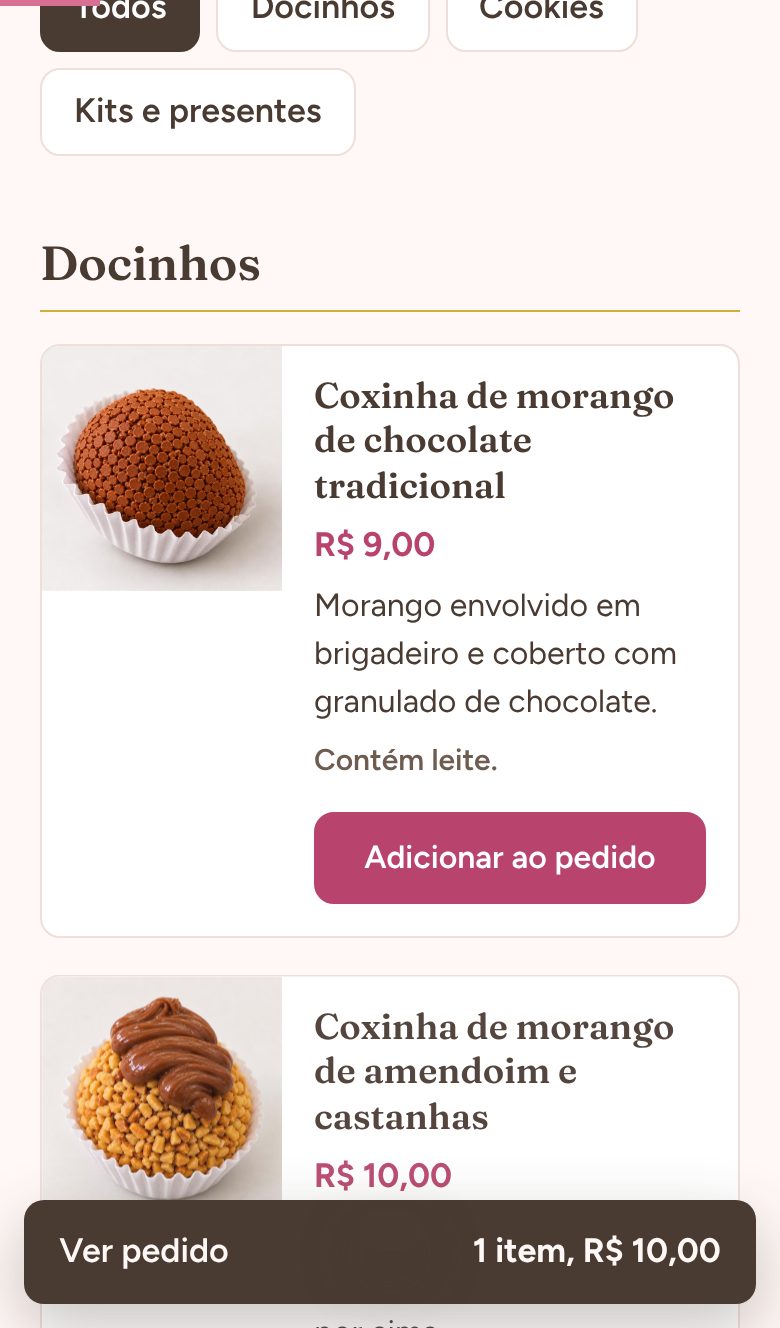 Todos
Docinhos
Cookies
Kits e presentes
Docinhos
Coxinha de morango
de chocolate
tradicional
R$ 9,00
Morango envolvido em
brigadeiro e coberto com
granulado de chocolate.
Contém leite.
Adicionar ao pedido
Coxinha de morango
de amendoim e
castanhas
R$ 10,00
Ver pedido
1 item, R$ 10,00